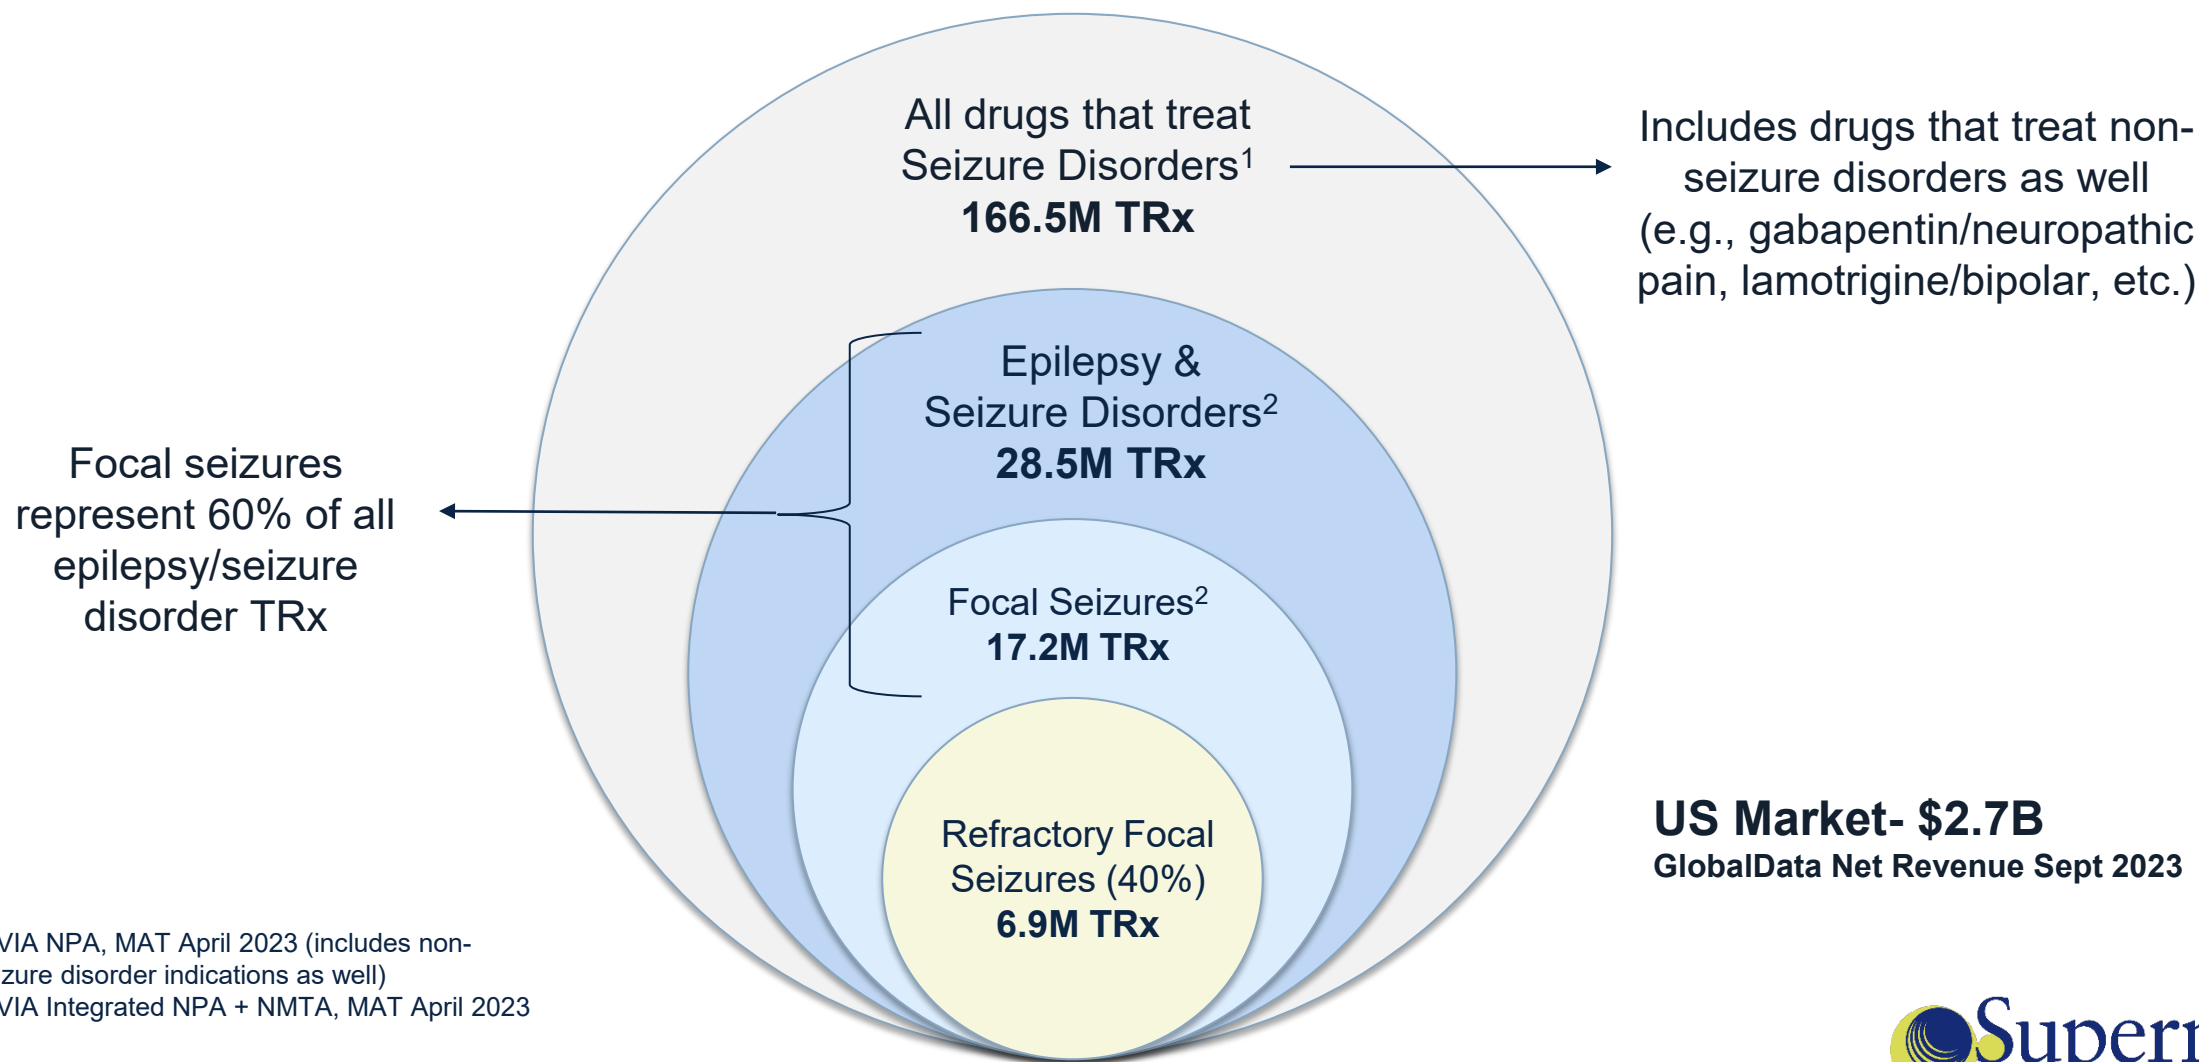 All drugs that treat
Seizure Disorders¹
166.5M TRx
Includes drugs that treat non-
seizure disorders as well
(e.g., gabapentin/neuropathic
pain, lamotrigine/bipolar, etc.)
Epilepsy &
Seizure Disorders²
28.5M TRx
Focal seizures
represent 60% of all
epilepsy/seizure
disorder TRx
Focal Seizures²
17.2M TRx
Refractory Focal
Seizures (40%)
6.9M TRx
US Market- $2.7B
GlobalData Net Revenue Sept 2023
NPA, MAT April 2023 (includes non-
disorder indications as well)
Integrated NPA + NMTA, MAT April 2023